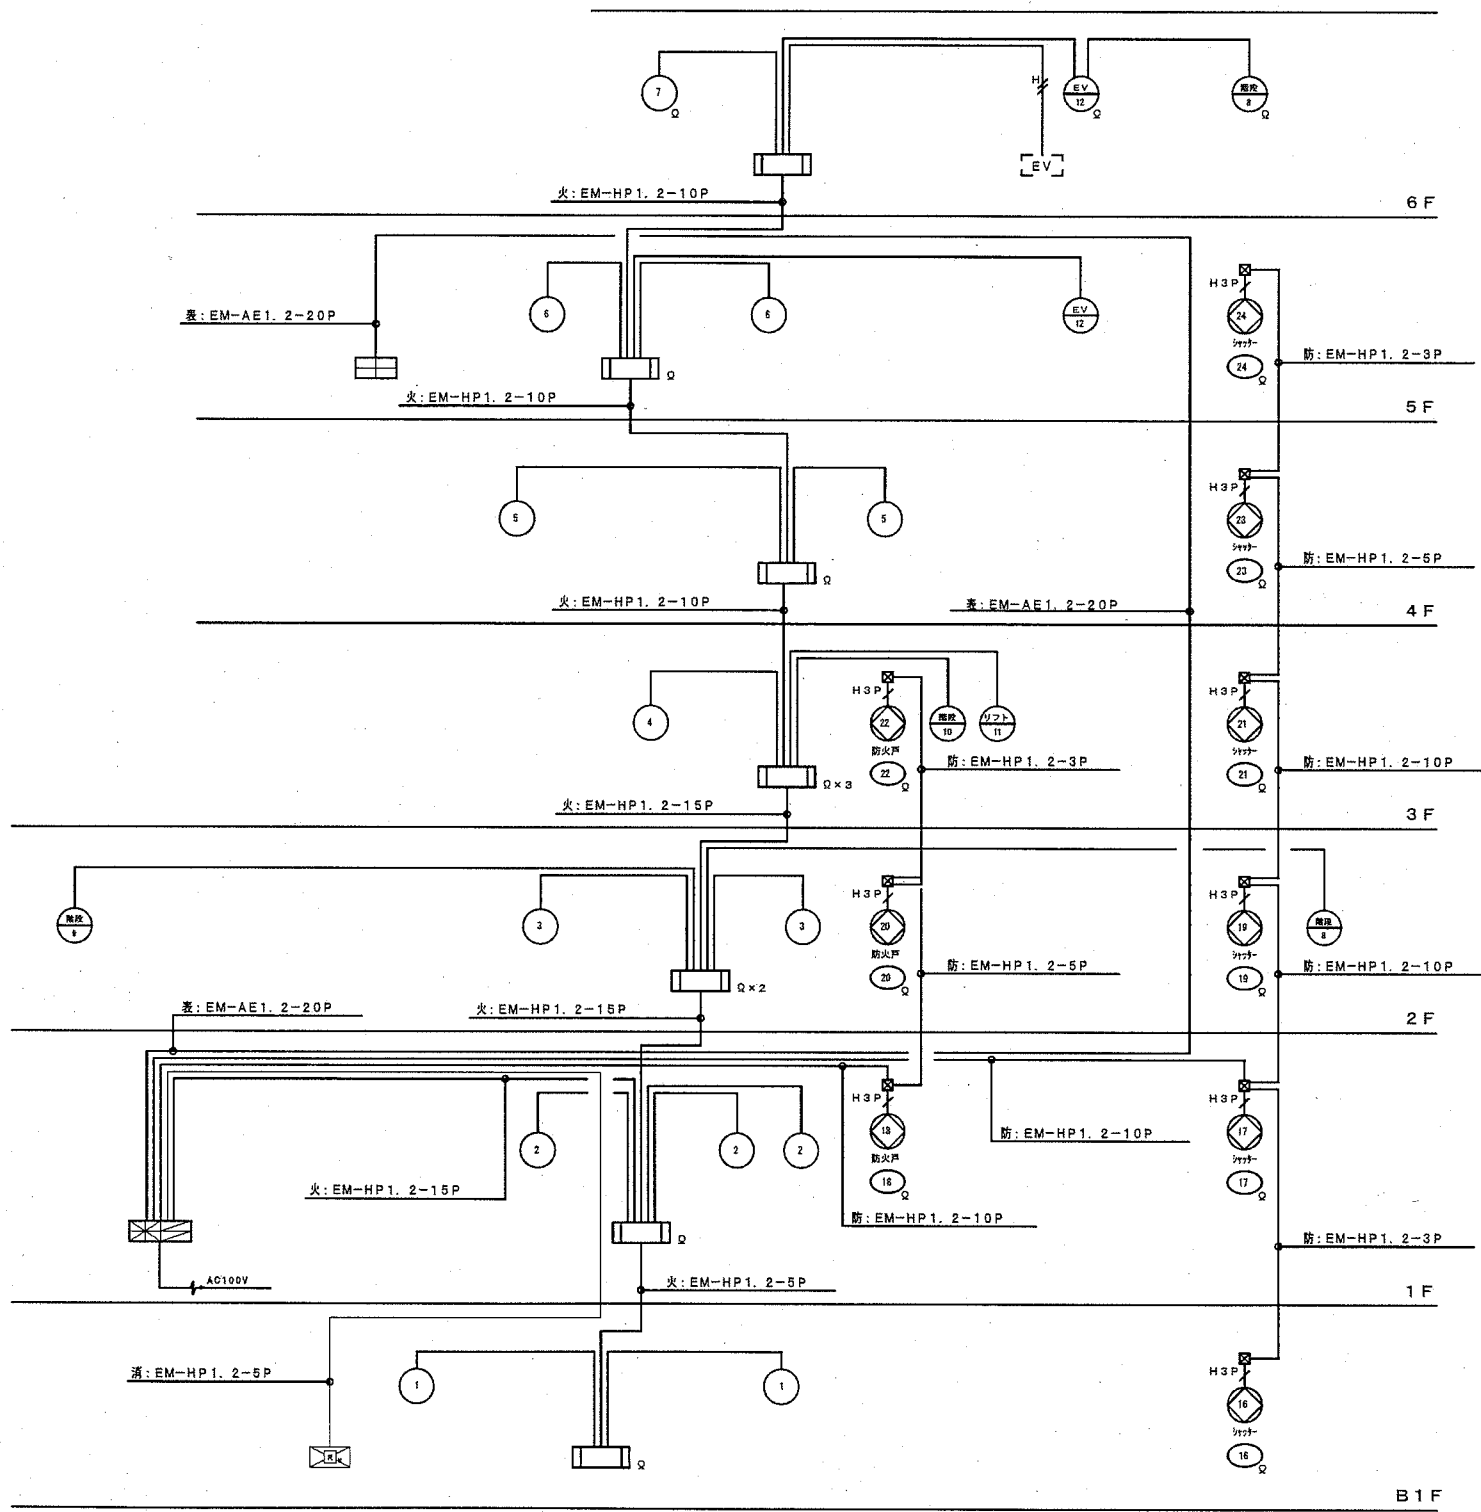 7
Ω
H
EV
12
Ω
階段
8
Ω
EV
火:EM-HP1.2-10P
6F
表:EM-AE1.2-20P
6
6
EV
12
Ω
火:EM-HP1.2-10P
H3P
24
シャッター
24
Ω
防:EM-HP1.2-3P
5F
5
5
Ω
火:EM-HP1.2-10P
表:EM-AE1.2-20P
H3P
23
シャッター
23
Ω
防:EM-HP1.2-5P
4F
4
Ω×3
火:EM-HP1.2-15P
H3P
22
防火戸
22
Ω
階段
10
リフト
11
防:EM-HP1.2-3P
H3P
21
シャッター
21
Ω
防:EM-HP1.2-10P
3F
階段
9
3
3
Ω×2
火:EM-HP1.2-15P
H3P
20
防火戸
20
Ω
防:EM-HP1.2-5P
H3P
19
シャッター
19
Ω
階段
8
防:EM-HP1.2-10P
2F
表:EM-AE1.2-20P
2
2
2
火:EM-HP1.2-15P
Ω
AC100V
火:EM-HP1.2-5P
H3P
18
防火戸
18
Ω
防:EM-HP1.2-10P
防:EM-HP1.2-10P
H3P
17
シャッター
17
Ω
防:EM-HP1.2-3P
1F
消:EM-HP1.2-5P
1
1
Ω
H3P
16
シャッター
16
Ω
B1F